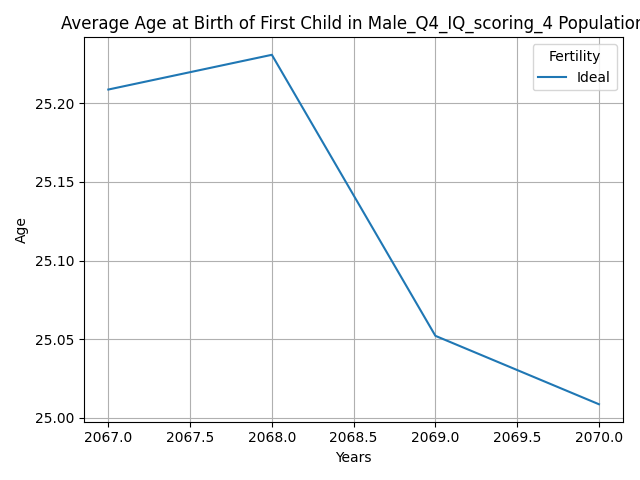 Average Age at Birth of First Child in Male_Q4_IQ_scoring_4 Population
Fertility
Ideal
25.20
25.15
25.10
25.05
25.00
Age
2067.0 2067.5 2068.0 2068.5 2069.0 2069.5 2070.0
Years